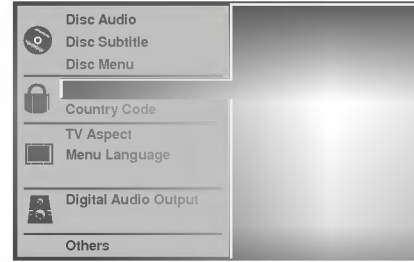 Disc Audio
Disc Subtitle
Disc Menu
Country Code
TV Aspect
Menu Language
Digital Audio Output
Others